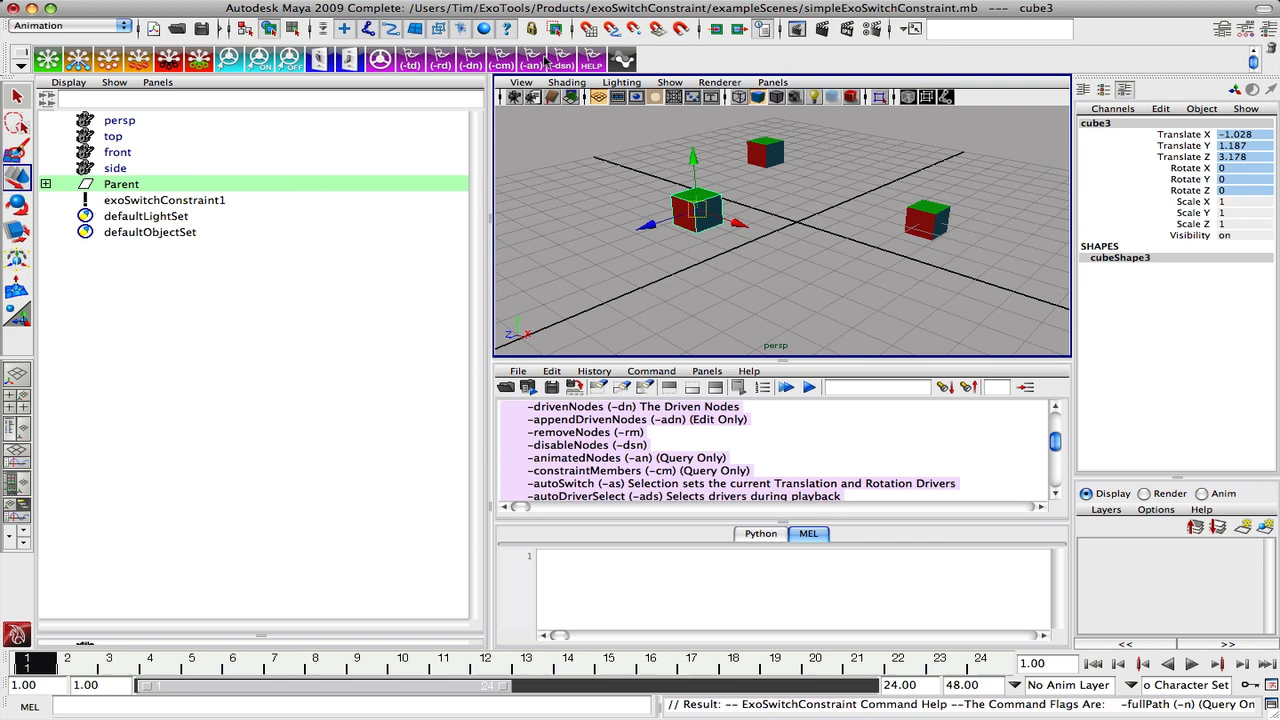 Autodesk Maya 2009 Complete: /Users/Tim/ExoTools/Products/exoSwitchConstraint/exampleScenes/simpleExoSwitchConstraint.mb --- cube3
Animation
ON
OFF
(-td)
(-rd)
(-dn)
(-cm)
(-an)
(-dsn)
HELP
Display Show Panels
persp
top
front
side
Parent
exoSwitchConstraint1
defaultLightSet
defaultObjectSet
View Shading Lighting Show Renderer Panels
Y
Z X
persp
File Edit History Command Panels Help
-drivenNodes (-dn) The Driven Nodes
-appendDrivenNodes (-adn) (Edit Only)
-removeNodes (-rm)
-disableNodes (-dsn)
-animatedNodes (-an) (Query Only)
-constraintMembers (-cm) (Query Only)
-autoSwitch (-as) Selection sets the current Translation and Rotation Drivers
-autoDriverSelect (-ads) Selects drivers during playback
Python MEL
1
Channels Edit Object Show
cube3
Translate X -1.028
Translate Y 1.187
Translate Z 3.178
Rotate X 0
Rotate Y 0
Rotate Z 0
Scale X 1
Scale Y 1
Scale Z 1
Visibility on
SHAPES
cubeShape3
Display Render Anim
Layers Options Help
<< >>
1 2 3 4 5 6 7 8 9 10 11 12 13 14 15 16 17 18 19 20 21 22 23 24
1
1.00
1.00 1.00 1 24 24.00 48.00 No Anim Layer o Character Set
MEL // Result: -- ExoSwitchConstraint Command Help --The Command Flags Are: -fullPath (-n) (Query On